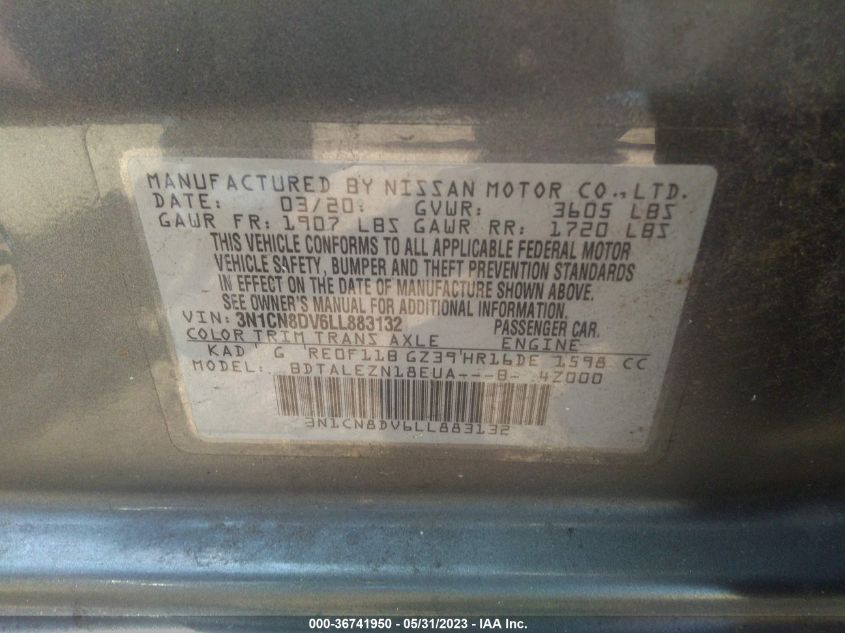 MANUFACTURED BY NISSAN MOTOR CO.,LTD.
DATE: 03/20 GVWR: 3605 LBS
GAWR FR: 1907 LBS GAWR RR: 1720 LBS
THIS VEHICLE CONFORMS TO ALL APPLICABLE FEDERAL MOTOR
VEHICLE SAFETY, BUMPER AND THEFT PREVENTION STANDARDS
IN EFFECT ON THE DATE OF MANUFACTURE SHOWN ABOVE.
SEE OWNER'S MANUAL FOR ADDITIONAL INFORMATION.
VIN: 3N1CN8DV6LL883132 PASSENGER CAR.
COLOR TRIM TRANS AXLE ENGINE
KAD G RE0F11B GZ39 HR16DE 1598 CC
MODEL: BDTALEZN18EUA---B- 4Z000
3N1CN8DV6LL883132
000-36741950 - 05/31/2023 - IAA Inc.